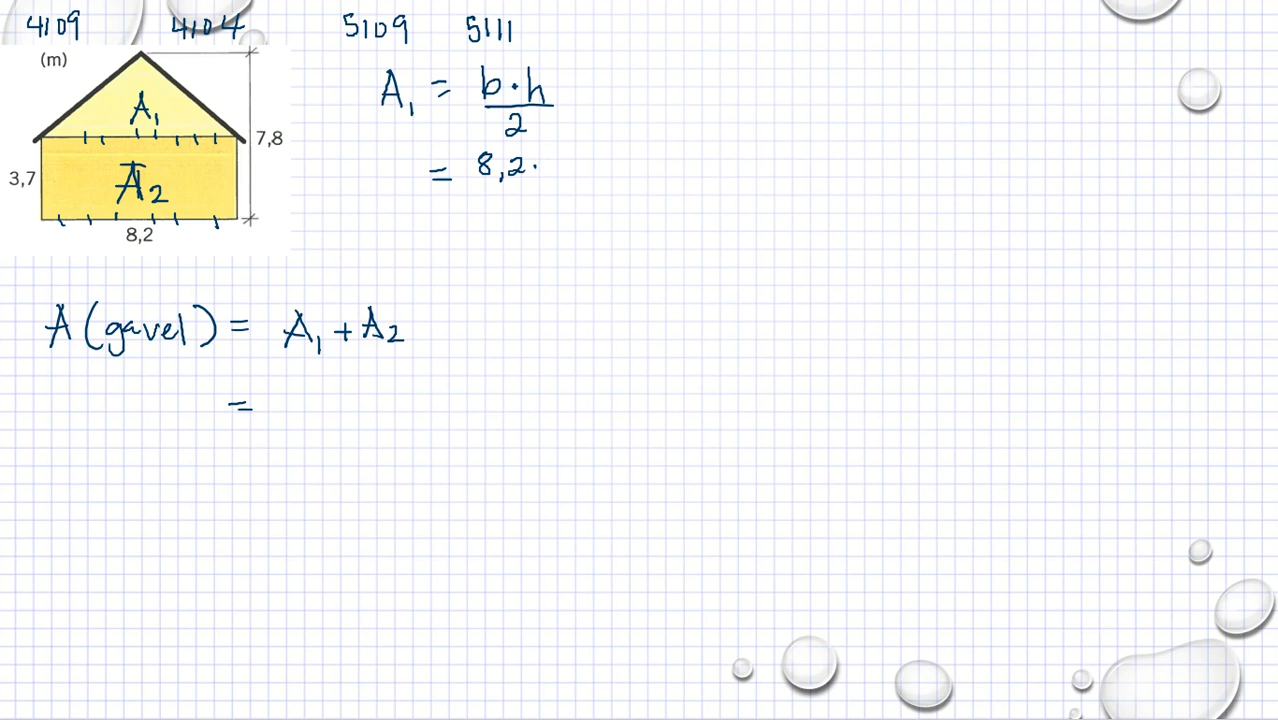 4109 4104 5109 5111
(m)
A₁
7,8
3,7
A₂
8,2
A₁ = b·h
2
= 8,2·
A(gavel) = A₁ + A₂
=